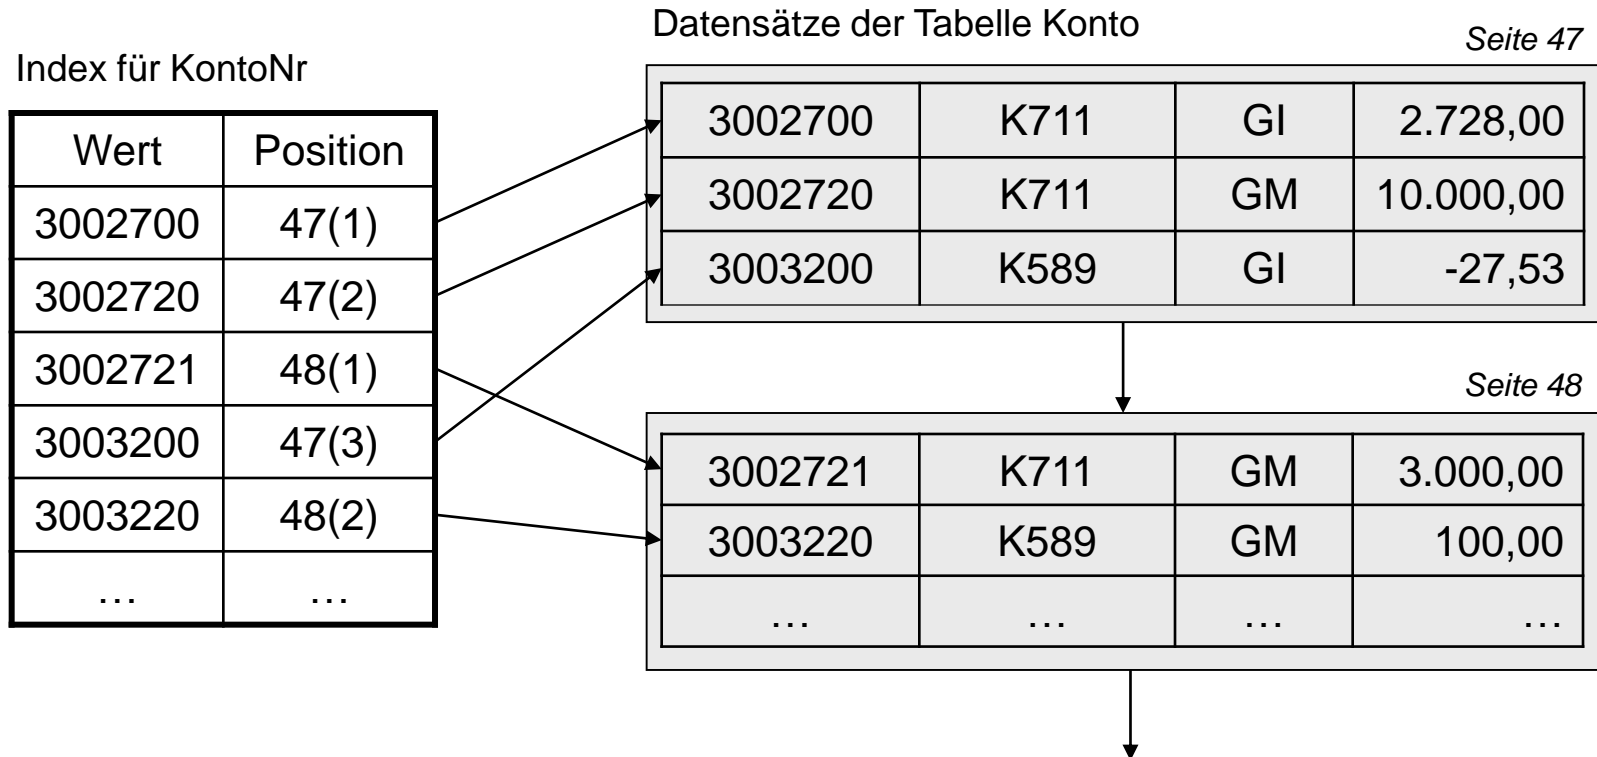 Datensätze der Tabelle Konto
Seite 47
Index für KontoNr
Wert Position
3002700 47(1)
3002720 47(2)
3002721 48(1)
3003200 47(3)
3003220 48(2)
… …
3002700 K711 GI 2.728,00
3002720 K711 GM 10.000,00
3003200 K589 GI -27,53
Seite 48
3002721 K711 GM 3.000,00
3003220 K589 GM 100,00
… … … …